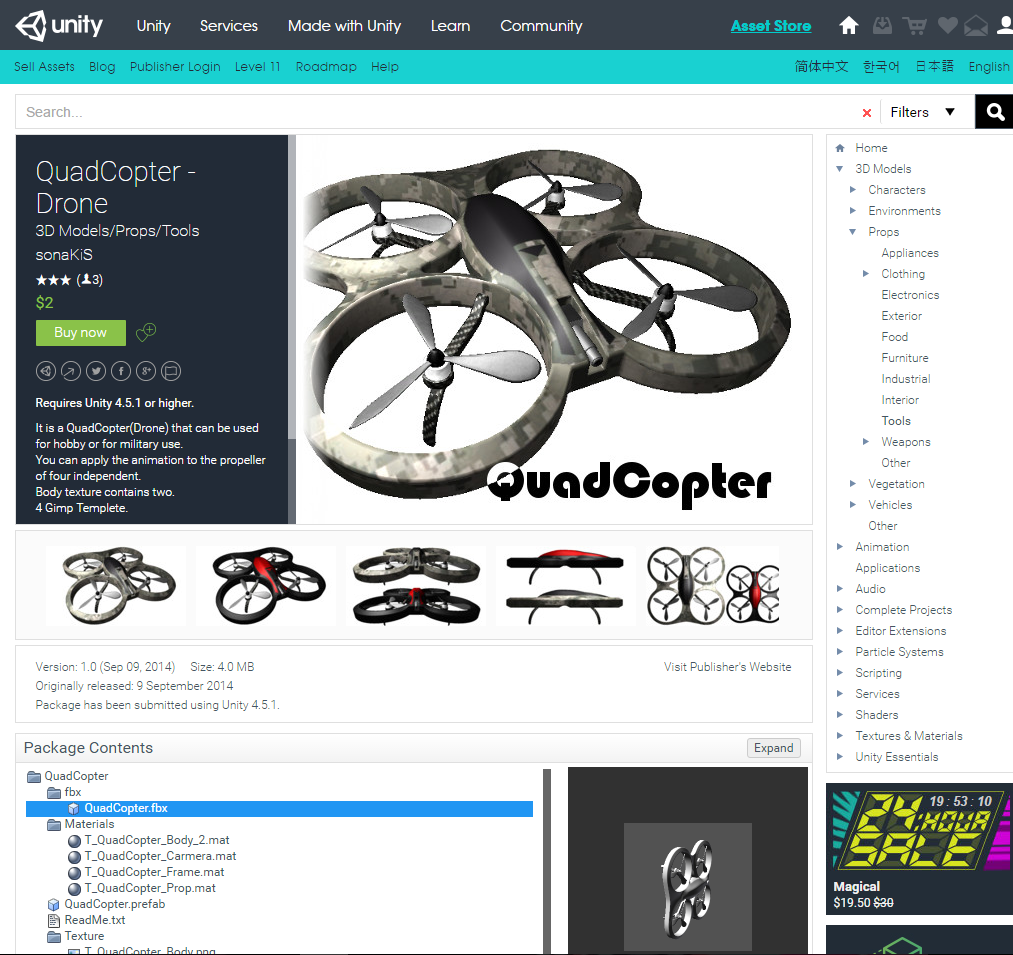 unity
Unity Services Made with Unity Learn Community Asset Store
Sell Assets Blog Publisher Login Level 11 Roadmap Help 简体中文 한국어 日本語 English
Search... Filters
QuadCopter -
Drone
3D Models/Props/Tools
sonaKiS
(3)
$2
Buy now
Requires Unity 4.5.1 or higher.
It is a QuadCopter(Drone) that can be used
for hobby or for military use.
You can apply the animation to the propeller
of four independent.
Body texture contains two.
4 Gimp Templete.
QuadCopter
Version: 1.0 (Sep 09, 2014) Size: 4.0 MB
Visit Publisher's Website
Originally released: 9 September 2014
Package has been submitted using Unity 4.5.1.
Package Contents
Expand
QuadCopter
fbx
QuadCopter.fbx
Materials
T_QuadCopter_Body_2.mat
T_QuadCopter_Carmera.mat
T_QuadCopter_Frame.mat
T_QuadCopter_Prop.mat
QuadCopter.prefab
ReadMe.txt
Texture
T_QuadCopter_Body.png
Home
3D Models
Characters
Environments
Props
Appliances
Clothing
Electronics
Exterior
Food
Furniture
Industrial
Interior
Tools
Weapons
Other
Vegetation
Vehicles
Other
Animation
Applications
Audio
Complete Projects
Editor Extensions
Particle Systems
Scripting
Services
Shaders
Textures & Materials
Unity Essentials
19 : 53 : 10
24 HOUR
SALE
Magical
$19.50 $30